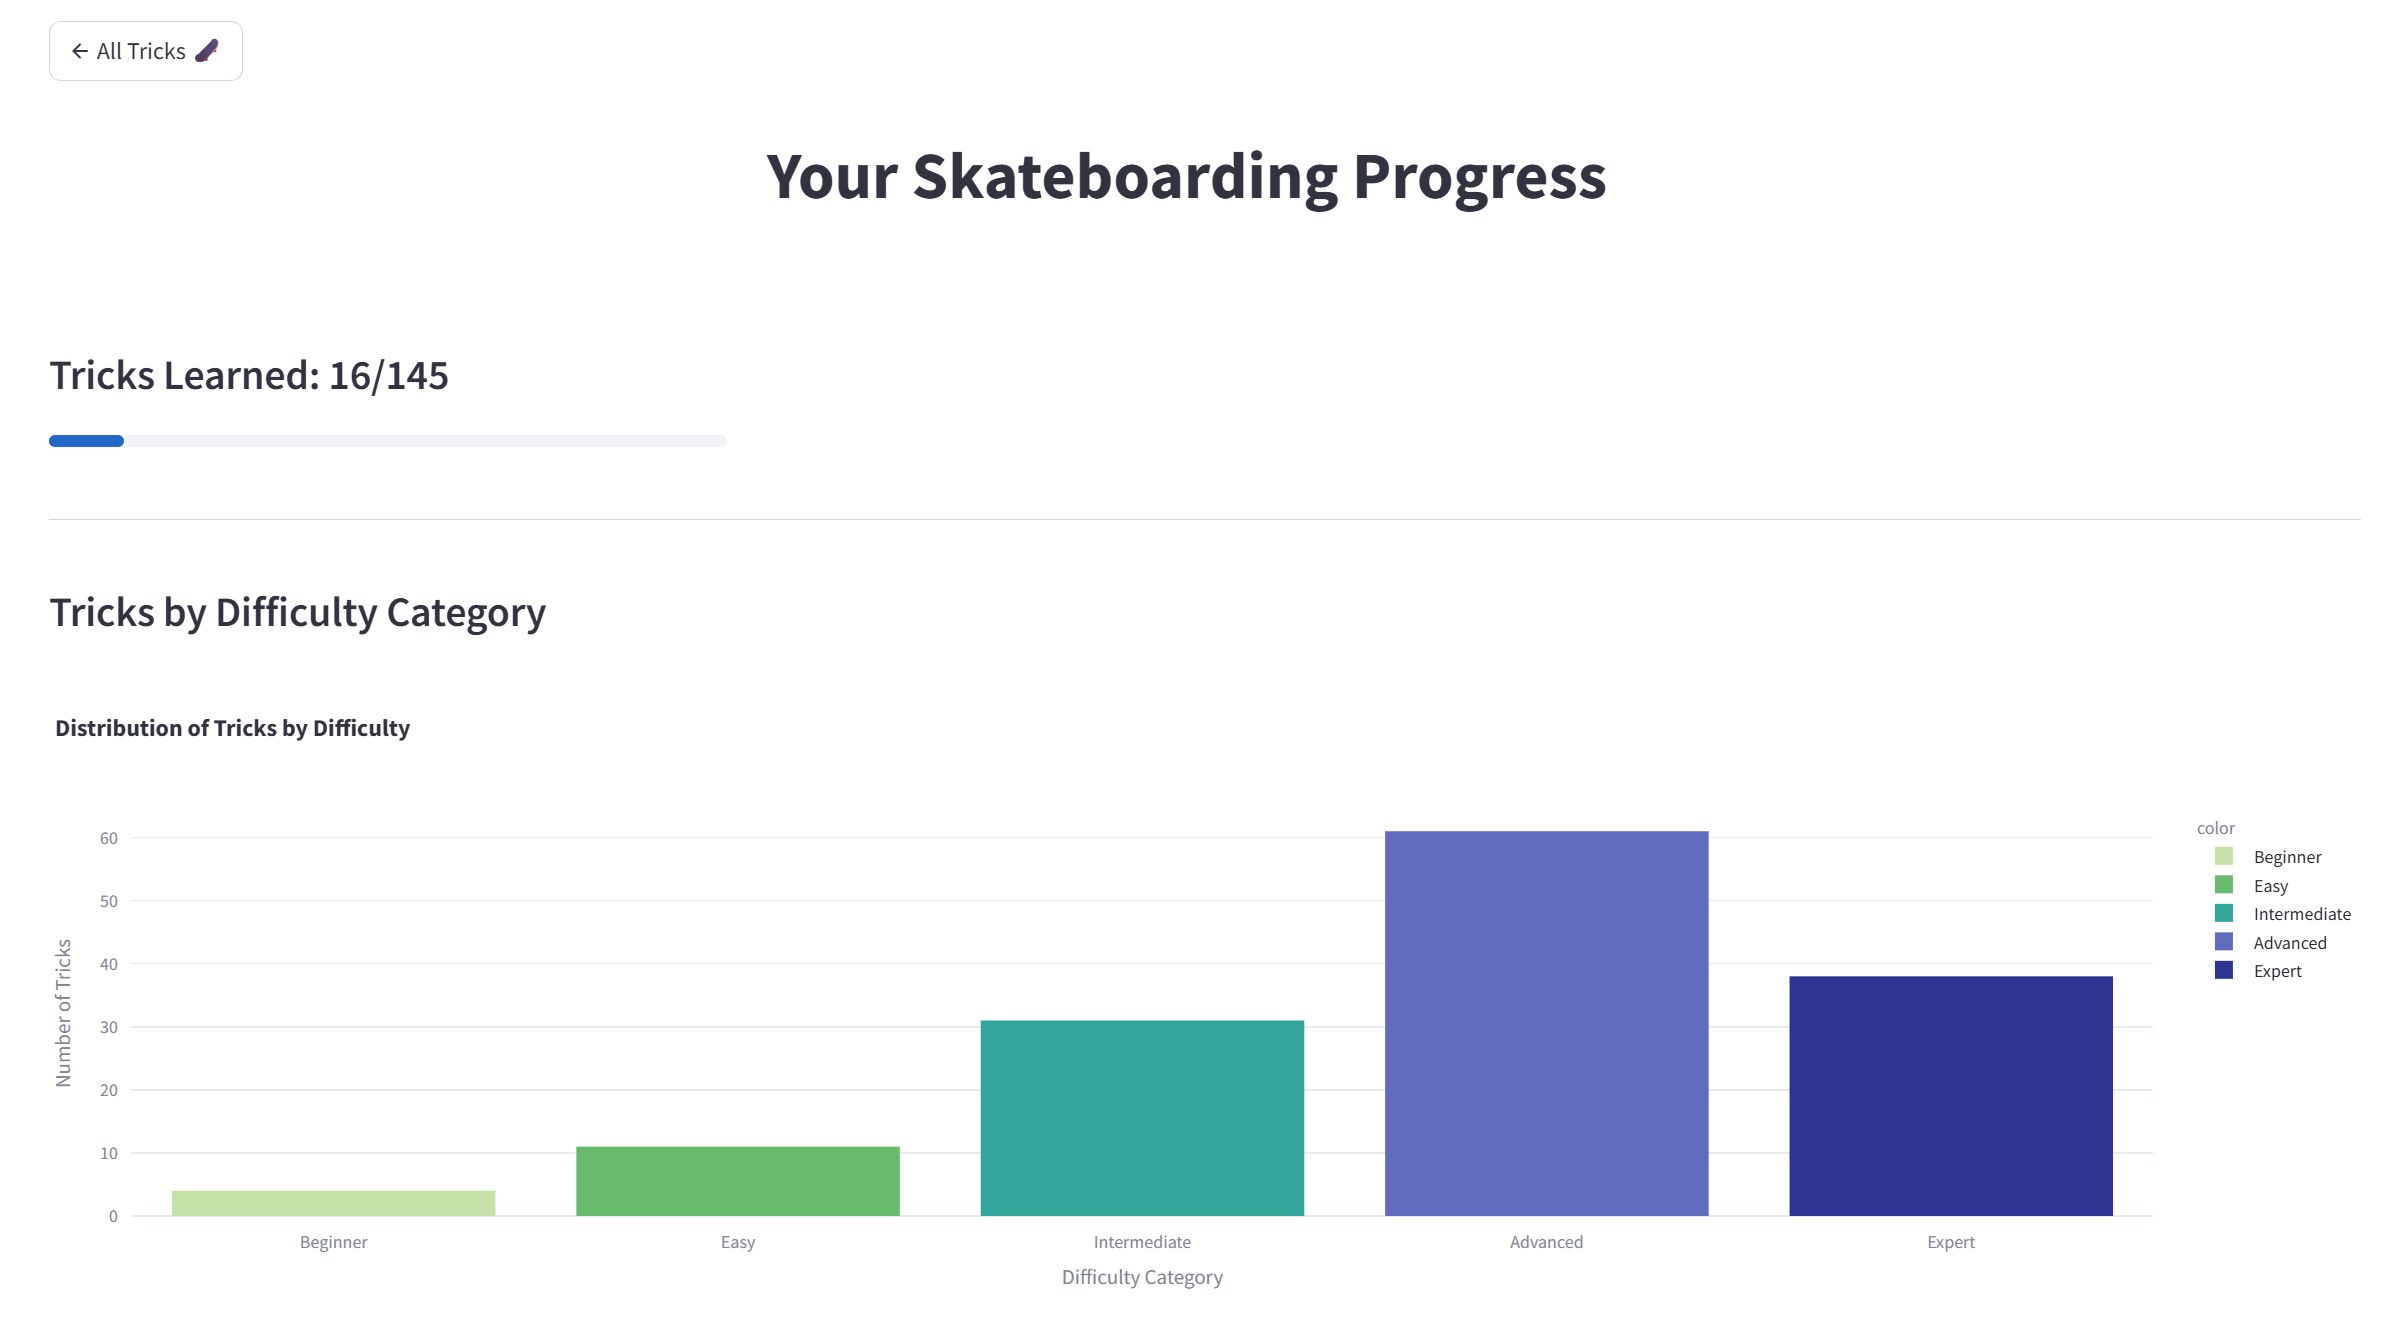 ← All Tricks
Your Skateboarding Progress
Tricks Learned: 16/145
Tricks by Difficulty Category
Distribution of Tricks by Difficulty
60
50
40
30
20
10
0
Number of Tricks
Beginner
Easy
Intermediate
Advanced
Expert
Difficulty Category
color
Beginner
Easy
Intermediate
Advanced
Expert